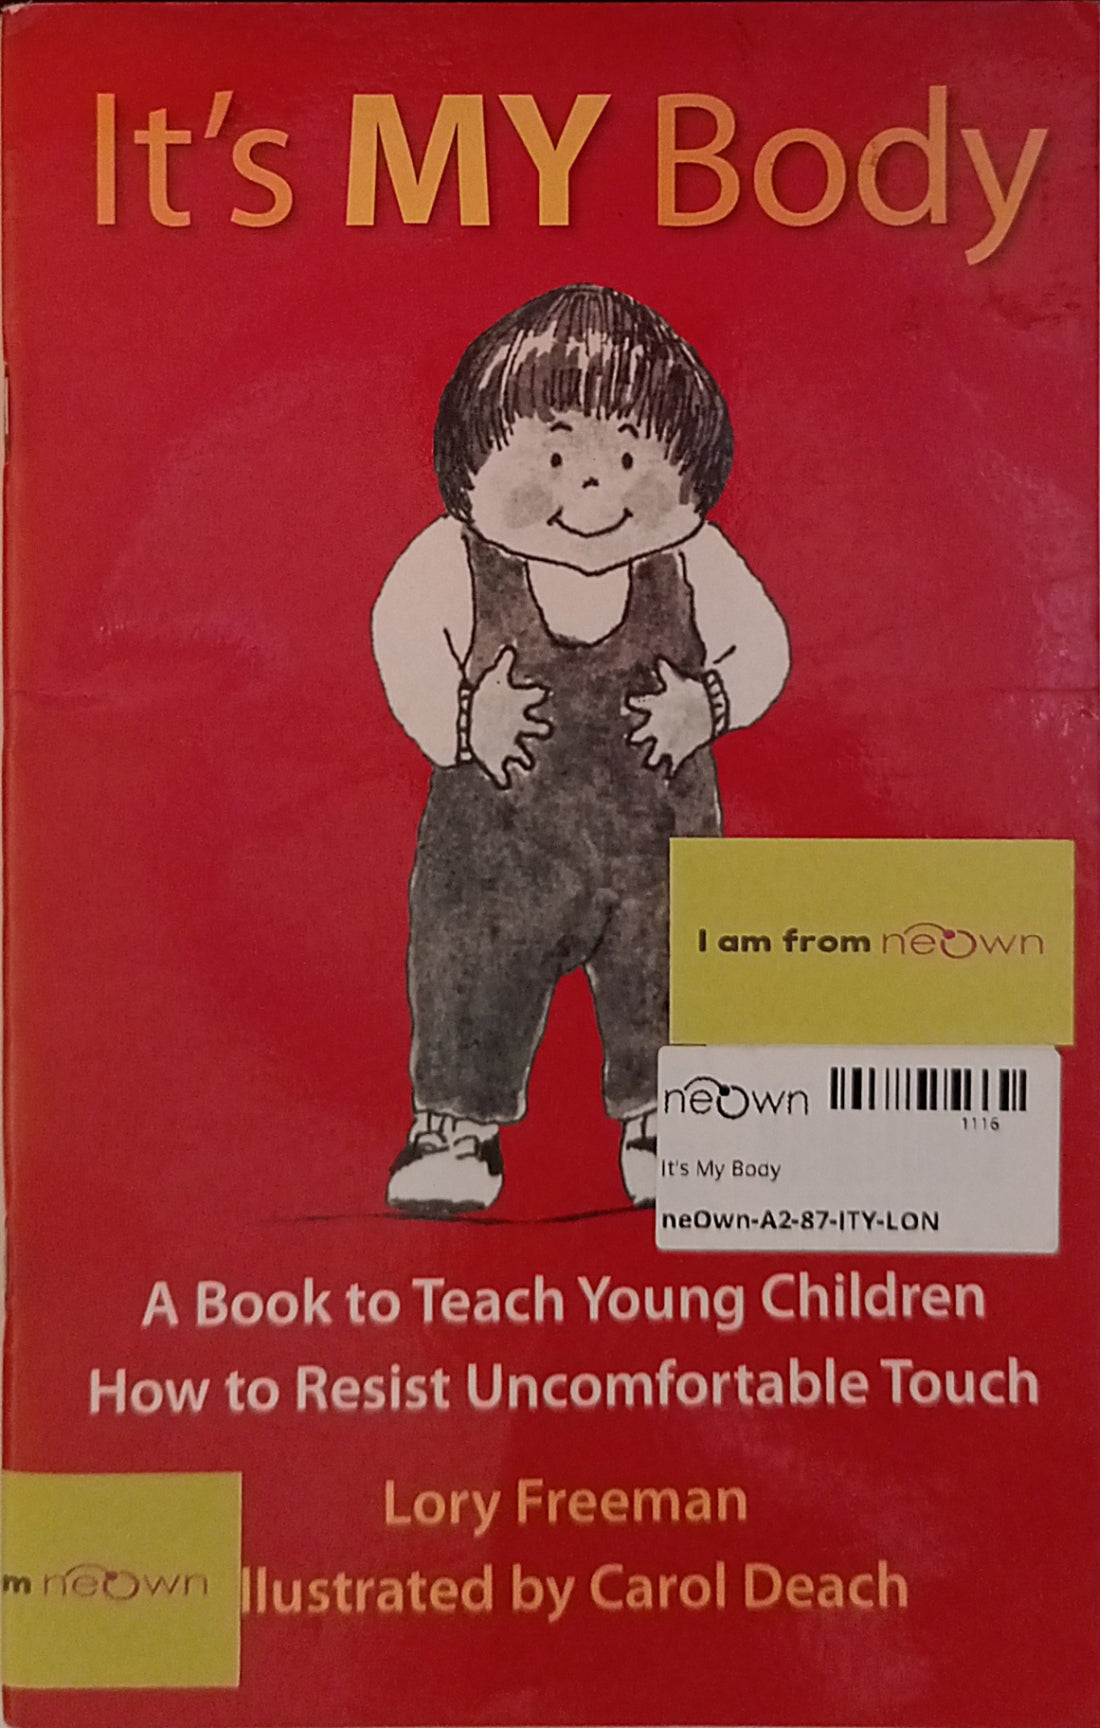 It's MY Body
I am from neOwn
neOwn
1116
It's My Body
neOwn-A2-87-ITY-LON
A Book to Teach Young Children
How to Resist Uncomfortable Touch
Lory Freeman
m neOwn
llustrated by Carol Deach